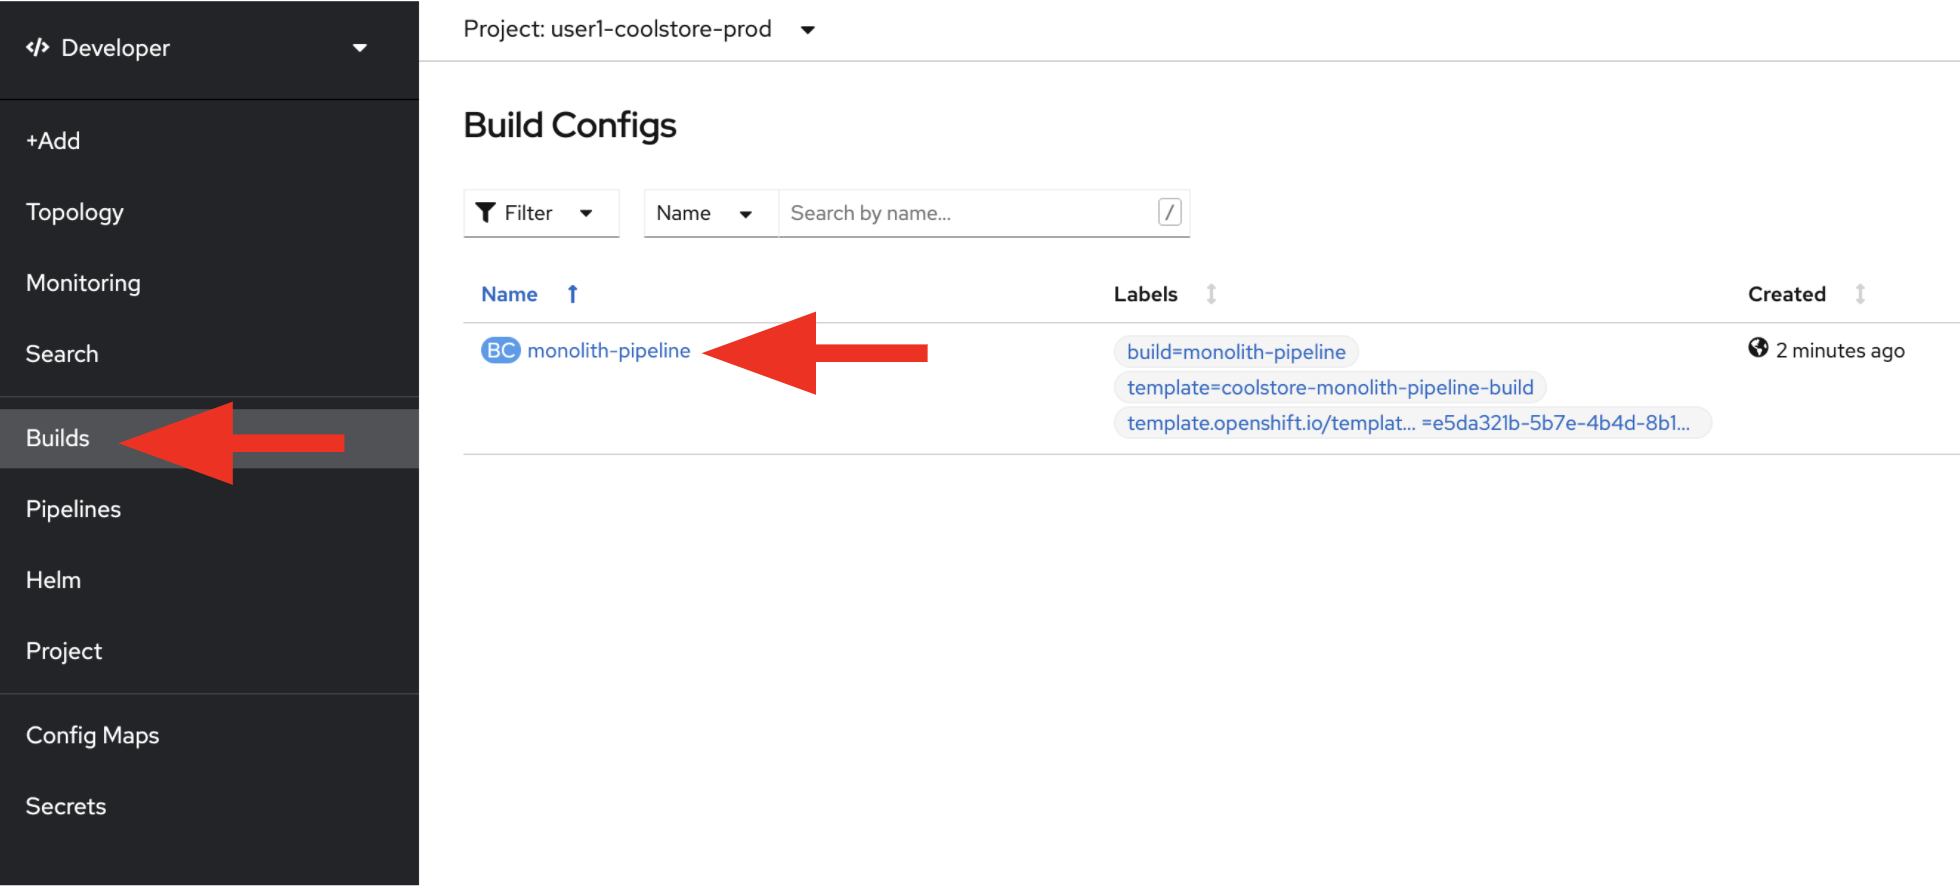 </> Developer
+Add
Topology
Monitoring
Search
Builds
Pipelines
Helm
Project
Config Maps
Secrets
Project: user1-coolstore-prod
Build Configs
Filter
Name
Search by name...
/
Name Labels Created
BC monolith-pipeline
build=monolith-pipeline
template=coolstore-monolith-pipeline-build
template.openshift.io/templat... =e5da321b-5b7e-4b4d-8b1...
2 minutes ago